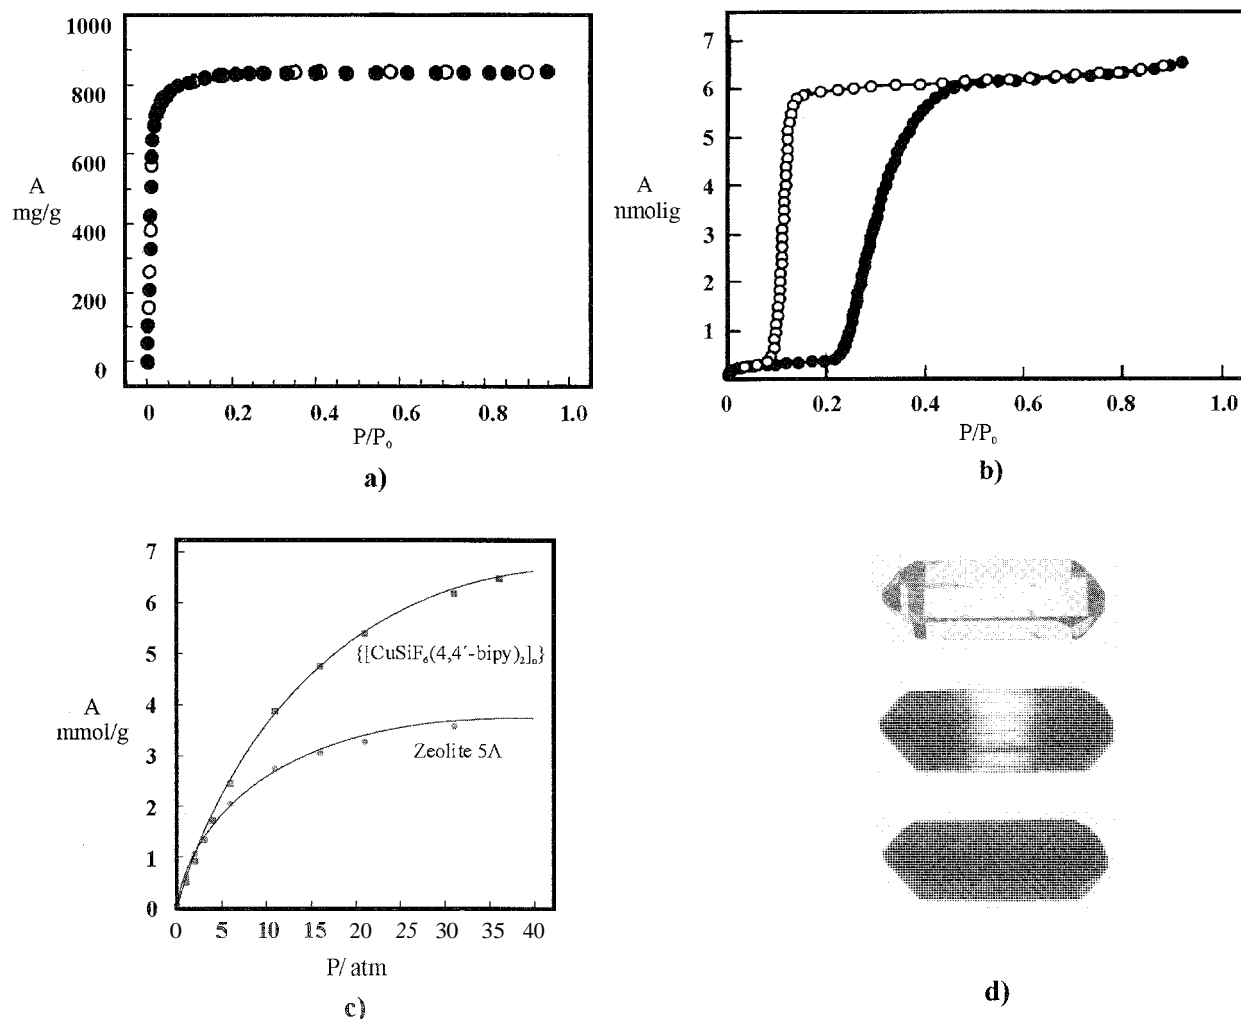 1000
800
600
400
200
0
A
mg/g
0 0.2 0.4 0.6 0.8 1.0
P/P₀
a)
7
6
5
4
3
2
1
A
nmolig
0 0.2 0.4 0.6 0.8 1.0
P/P₀
b)
7
6
5
4
3
2
1
0
A
mmol/g
{[CuSiF₆(4,4´-bipy)₂]ₙ}
Zeolite 5A
0 5 10 15 20 25 30 35 40
P/ atm
c)
d)